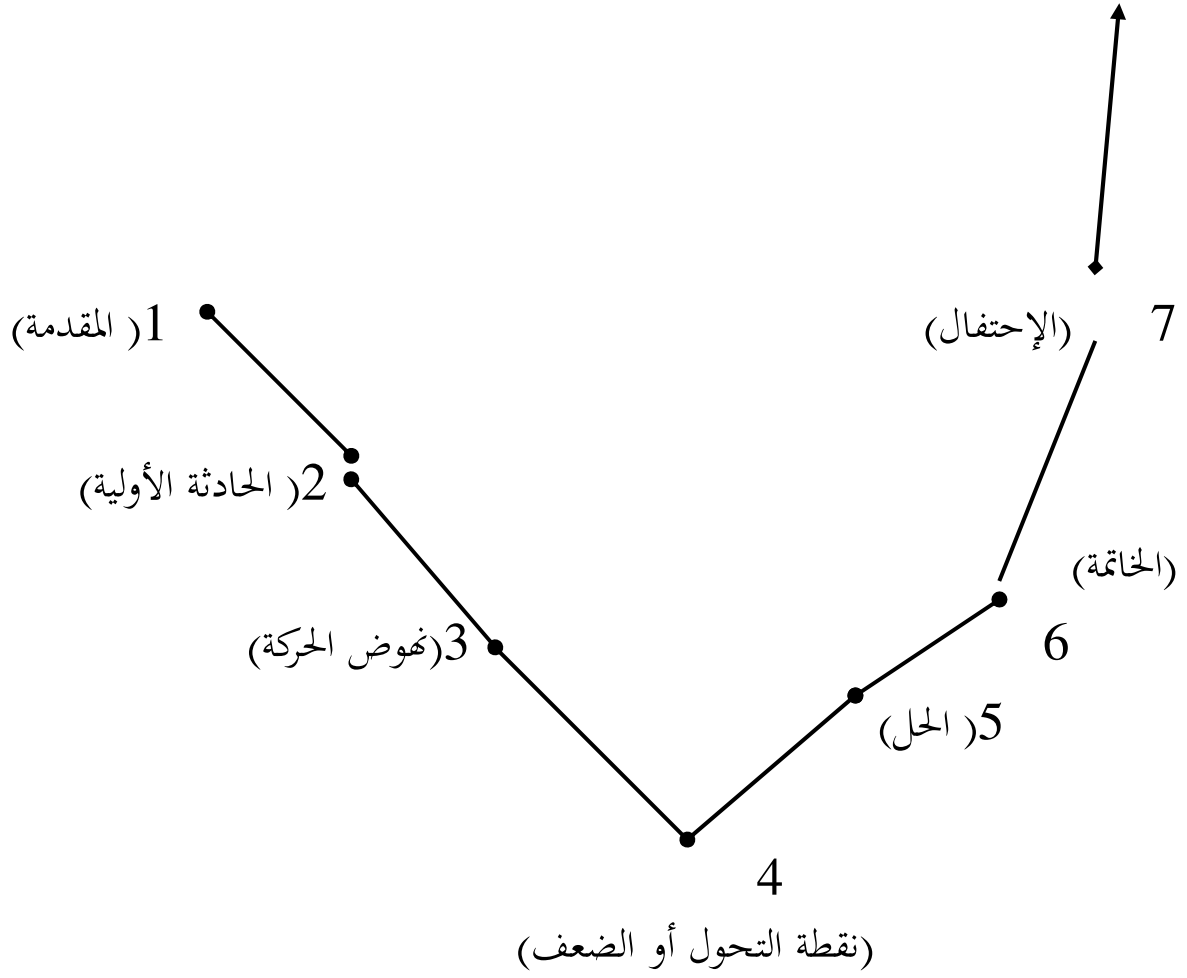 1( المقدمة)
2( الحادثة الأولية)
3(نهوض الحركة)
4
(نقطة التحول أو الضعف)
5( الحل)
(الخاتمة)
6
7 (الإحتفال)